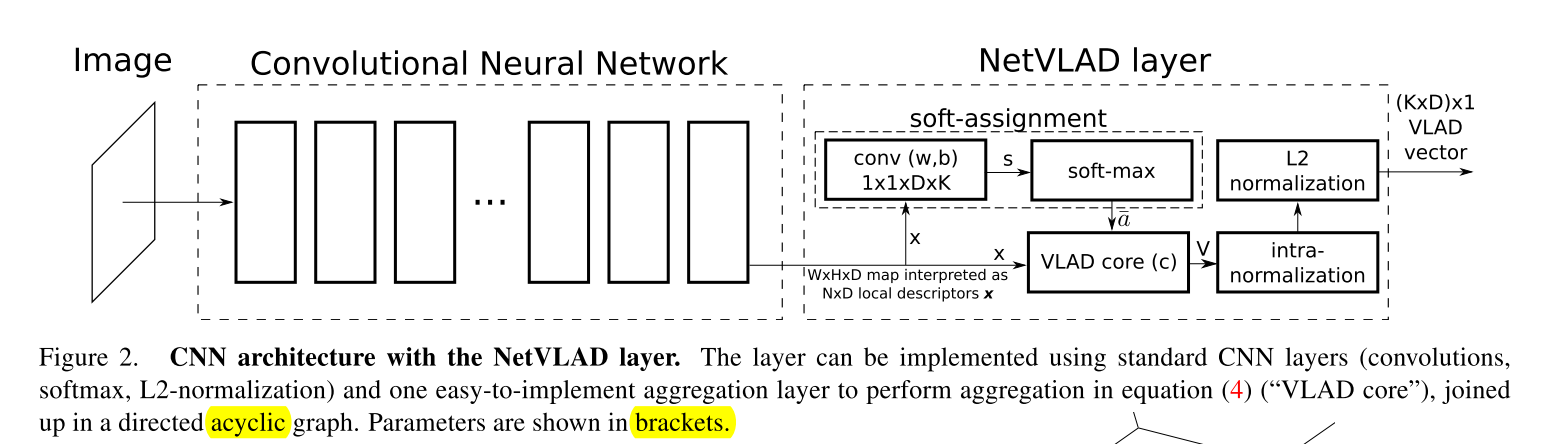 Image
Convolutional Neural Network
NetVLAD layer
soft-assignment
conv (w,b)
1x1xDxK
s
soft-max
L2
normalization
(KxD)x1
VLAD
vector
...
x
ā
x
VLAD core (c)
V
intra-
normalization
WxHxD map interpreted as
NxD local descriptors x
Figure 2. CNN architecture with the NetVLAD layer. The layer can be implemented using standard CNN layers (convolutions,
softmax, L2-normalization) and one easy-to-implement aggregation layer to perform aggregation in equation (4) (“VLAD core”), joined
up in a directed acyclic graph. Parameters are shown in brackets.